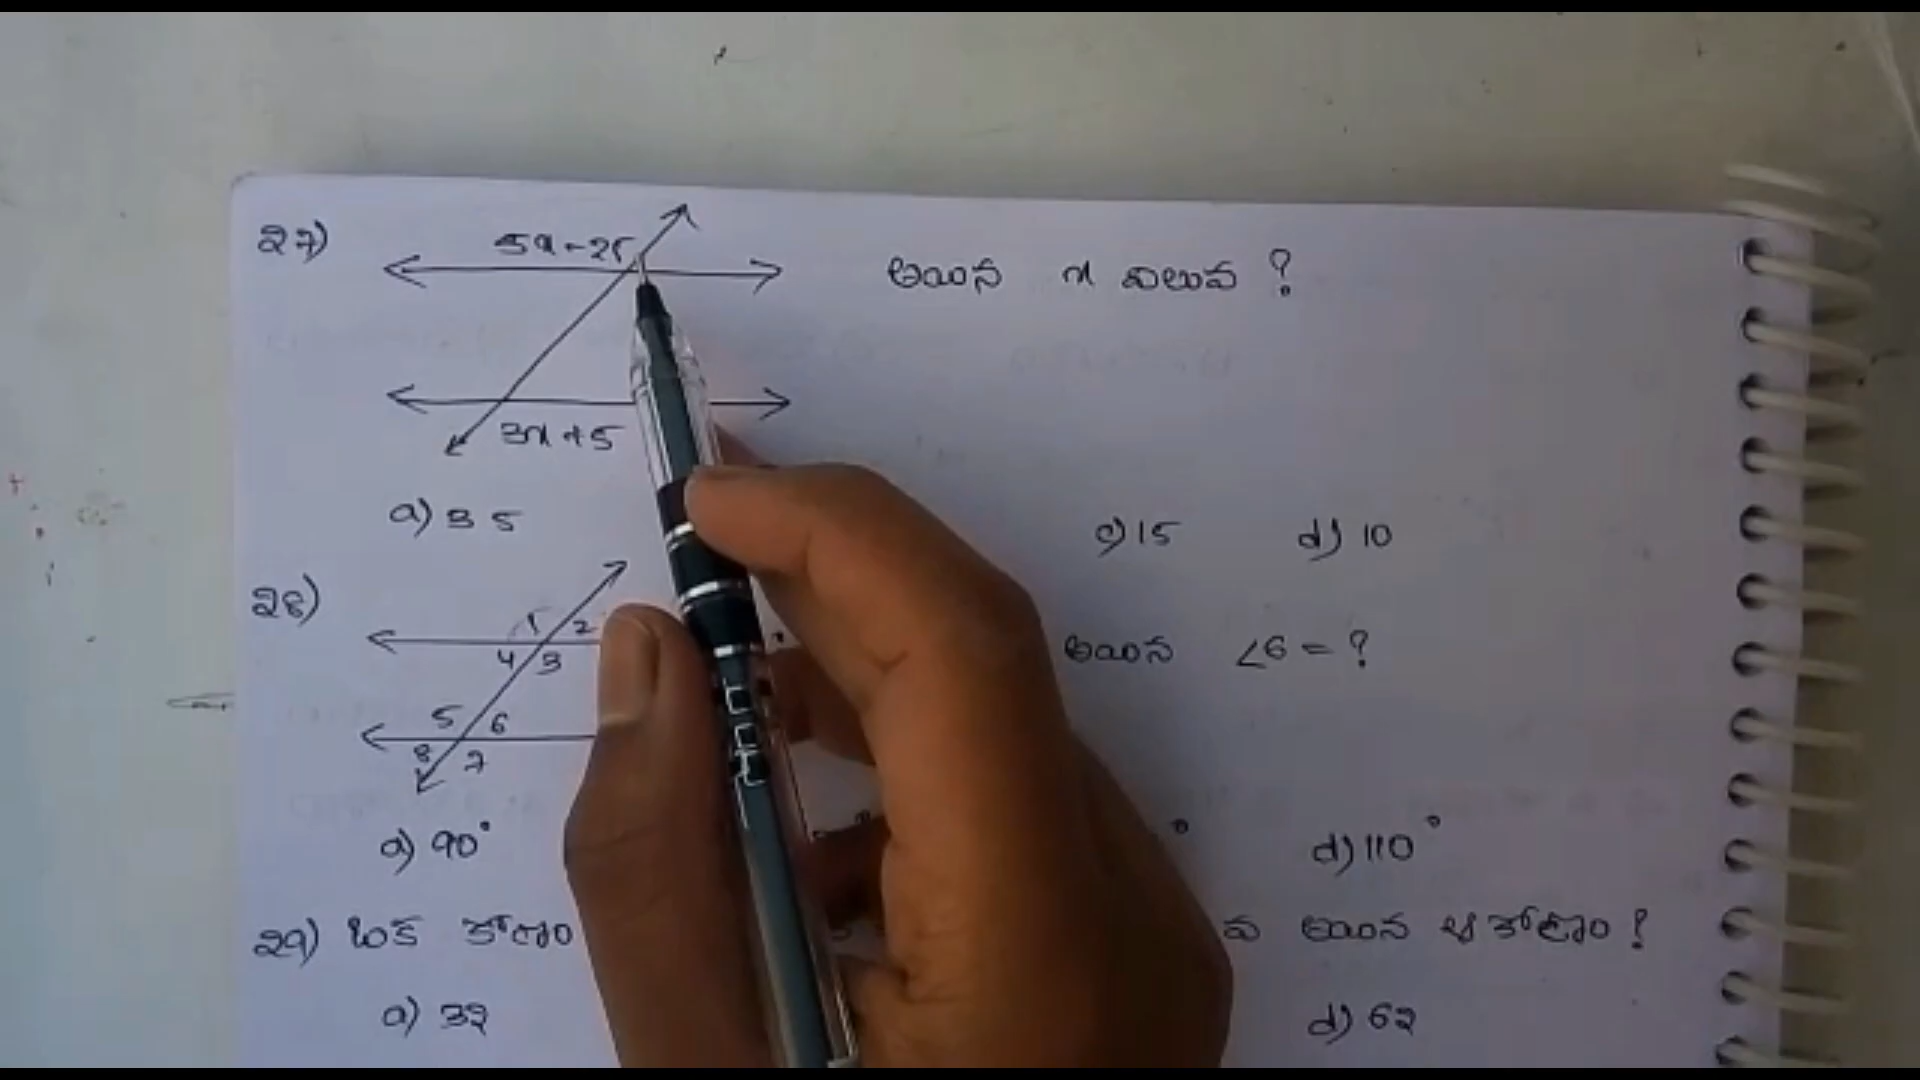 27) 5x-25 అయిన x విలువ ?
3x+5
a) 35 c) 15 d) 10
28) 1 2 అయిన ∠6 = ?
4 3
5 6
8 7
a) 90° d) 110°
29) ఒక కోణం అయిన ఆ కోణం ?
a) 32 d) 62